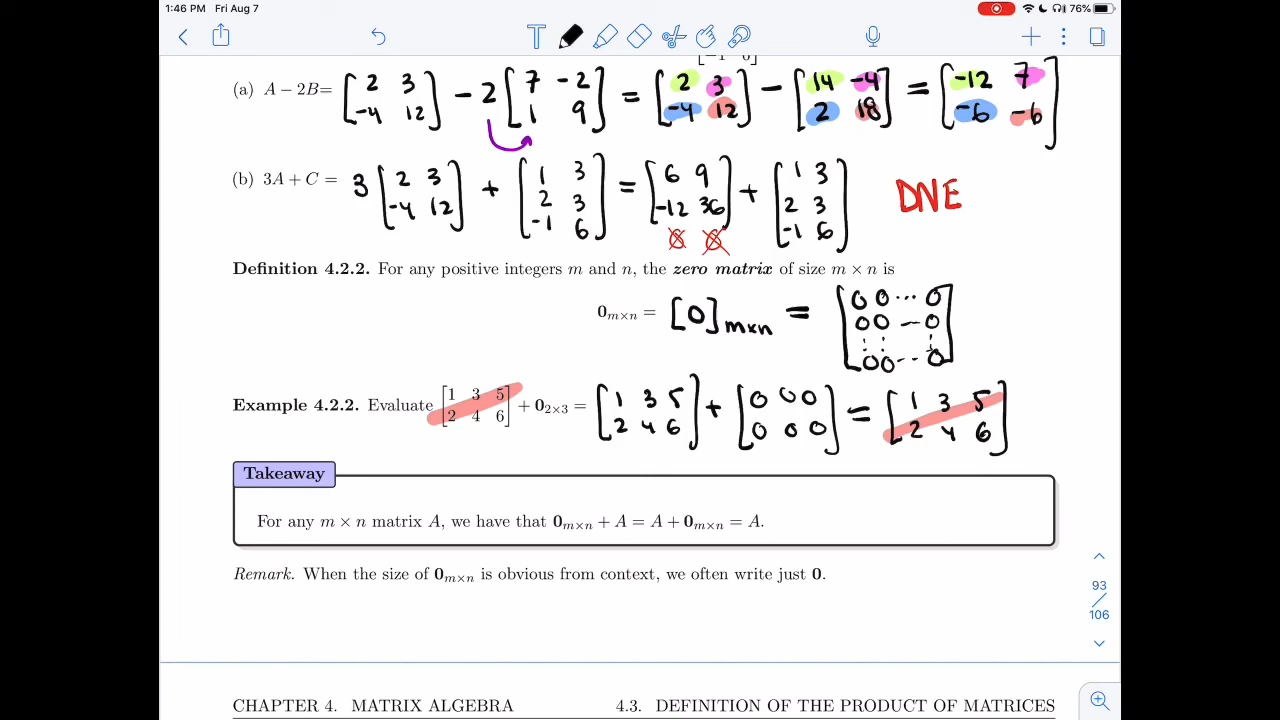 1:46 PM Fri Aug 7 76%
T
[-1 6]
(a) A − 2B= [2 3; -4 12] − 2 [7 -2; 1 9] = [2 3; -4 12] − [14 -4; 2 18] = [-12 7; -6 -6]
(b) 3A + C = 3 [2 3; -4 12] + [1 3; 2 3; -1 6] = [6 9; -12 36] + [1 3; 2 3; -1 6] DNE
Definition 4.2.2. For any positive integers m and n, the zero matrix of size m × n is
0m×n = [0]m×n = [0 0 ··· 0; 0 0 ··· 0; ⋮ ⋮ ⋮; 0 0 ··· 0]
Example 4.2.2. Evaluate [1 3 5; 2 4 6] + 02×3 = [1 3 5; 2 4 6] + [0 0 0; 0 0 0] = [1 3 5; 2 4 6]
Takeaway
For any m × n matrix A, we have that 0m×n + A = A + 0m×n = A.
Remark. When the size of 0m×n is obvious from context, we often write just 0.
93
/
106
CHAPTER 4. MATRIX ALGEBRA 4.3. DEFINITION OF THE PRODUCT OF MATRICES